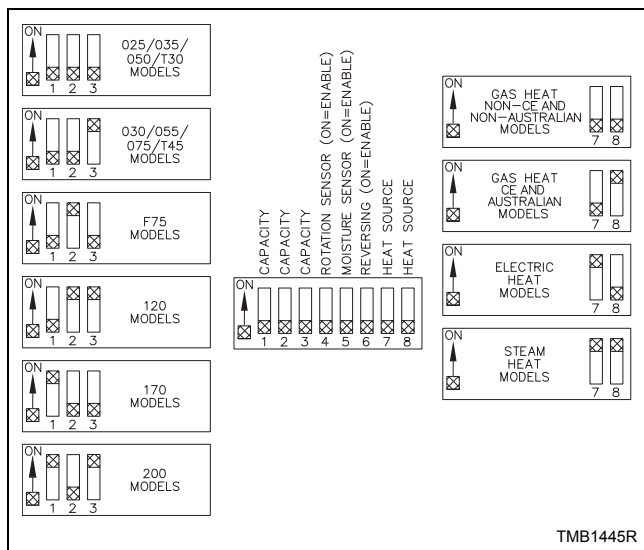 ON
025/035/
050/T30
MODELS
1 2 3
ON
030/055/
075/T45
MODELS
1 2 3
ON
F75
MODELS
1 2 3
ON
120
MODELS
1 2 3
ON
170
MODELS
1 2 3
ON
200
MODELS
1 2 3
CAPACITY
CAPACITY
CAPACITY
ROTATION SENSOR (ON=ENABLE)
MOISTURE SENSOR (ON=ENABLE)
REVERSING (ON=ENABLE)
HEAT SOURCE
HEAT SOURCE
ON
1 2 3 4 5 6 7 8
ON
GAS HEAT
NON-CE AND
NON-AUSTRALIAN
MODELS
7 8
ON
GAS HEAT
CE AND
AUSTRALIAN
MODELS
7 8
ON
ELECTRIC
HEAT
MODELS
7 8
ON
STEAM
HEAT
MODELS
7 8
TMB1445R